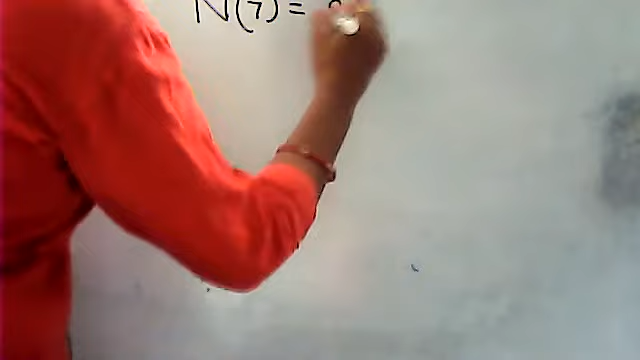 N(7) =